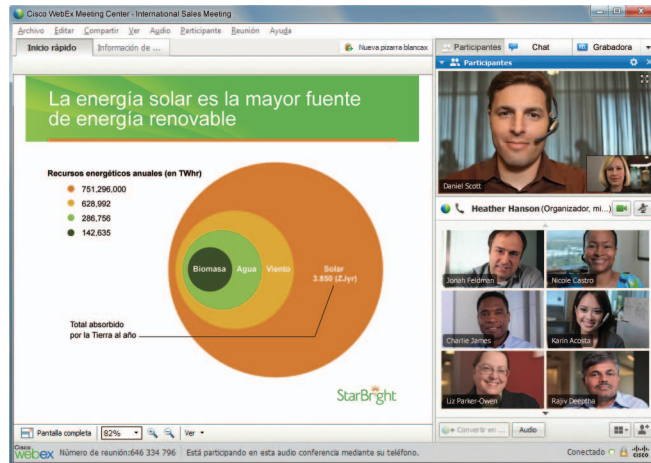 Cisco WebEx Meeting Center - International Sales Meeting
Archivo Editar Compartir Ver Audio Participante Reunión Ayuda
Inicio rápido Información de ... Nueva pizarra blancax
Participantes Chat Grabadora
Participantes
La energía solar es la mayor fuente
de energía renovable
Recursos energéticos anuales (en TWhr)
751,296,000
628,992
286,756
142,635
Biomasa Agua Viento Solar
3.850 (ZJyr)
Total absorbido
por la Tierra al año
StarBright
Daniel Scott
Heather Hanson (Organizador, mi...)
Jonah Feldman
Nicole Castro
Charlie James
Karin Acosta
Liz Parker-Owen
Rajiv Deeptha
Pantalla completa 82% Ver
Convertir en ... Audio
Cisco webex Número de reunión:646 334 796 Está participando en esta audio conferencia mediante su teléfono. Conectado CISCO